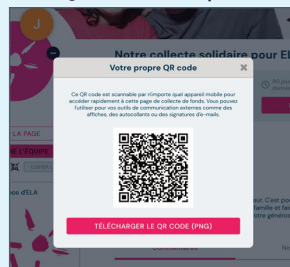 J
Notre collecte solidaire pour El
Votre propre QR code
Ce QR code est scannable par n'importe quel appareil mobile pour
accéder rapidement à cette page de collecte de fonds. Vous pouvez
l'utiliser pour vos outils de communication externes comme des
affiches, des autocollants ou des signatures d'e-mails.
LA PAGE
L'ÉQUIPE
os d'ELA
TÉLÉCHARGER LE QR CODE (PNG)